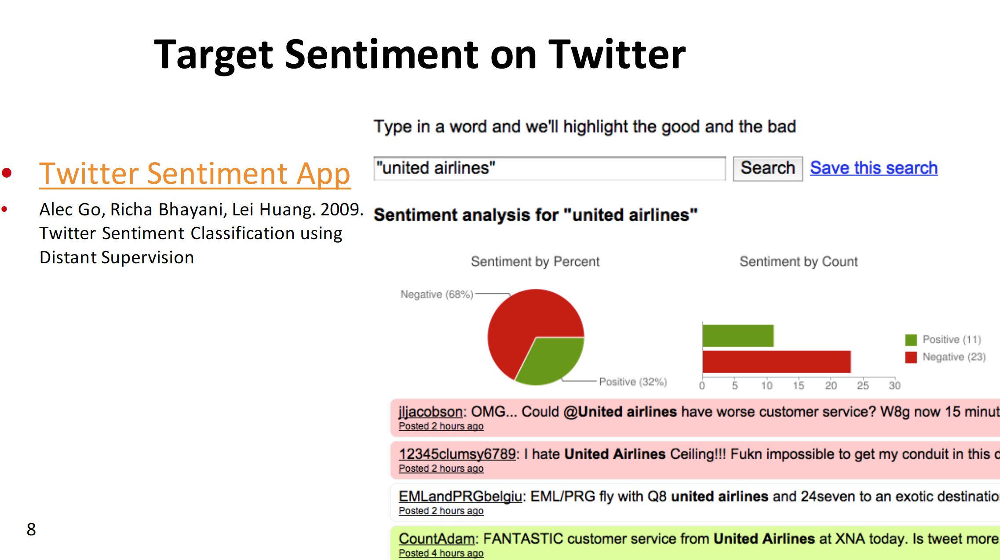 Target Sentiment on Twitter
• Twitter Sentiment App
• Alec Go, Richa Bhayani, Lei Huang. 2009.
Twitter Sentiment Classification using
Distant Supervision
Type in a word and we'll highlight the good and the bad
"united airlines" Search Save this search
Sentiment analysis for "united airlines"
Sentiment by Percent
Negative (68%)
Positive (32%)
Sentiment by Count
Positive (11)
Negative (23)
0 5 10 15 20 25 30
jljacobson: OMG... Could @United airlines have worse customer service? W8g now 15 minut
Posted 2 hours ago
12345clumsy6789: I hate United Airlines Ceiling!!! Fukn impossible to get my conduit in this d
Posted 2 hours ago
EMLandPRGbelgiu: EML/PRG fly with Q8 united airlines and 24seven to an exotic destinatio
Posted 2 hours ago
CountAdam: FANTASTIC customer service from United Airlines at XNA today. Is tweet more
Posted 4 hours ago
8